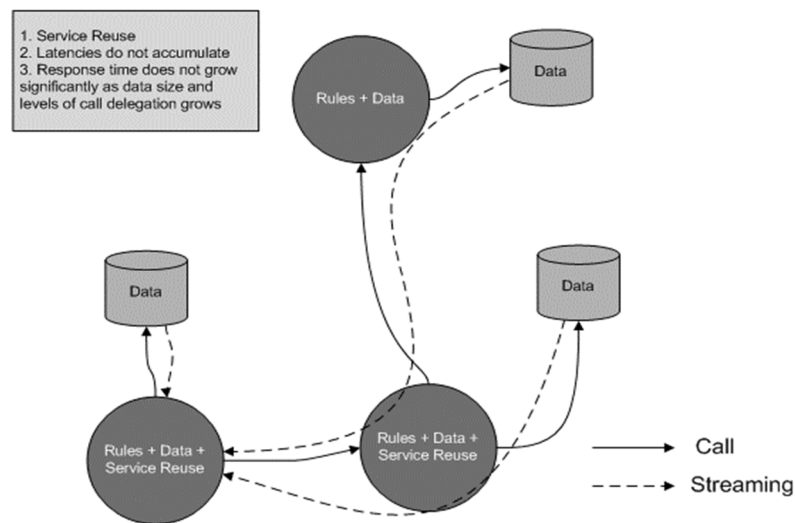 1. Service Reuse
2. Latencies do not accumulate
3. Response time does not grow
significantly as data size and
levels of call delegation grows
Rules + Data
Data
Data
Data
Rules + Data +
Service Reuse
Rules + Data +
Service Reuse
Call
Streaming